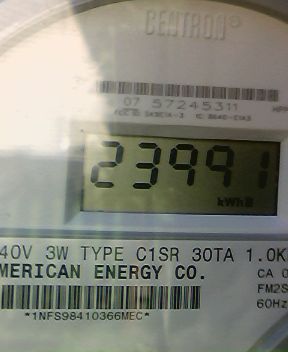 CENTRON®
07 57245311
23991
kWh
40V 3W TYPE C1SR 30TA 1.0K
MERICAN ENERGY CO.
CA 0
FM2S
60Hz
*1NFS98410366MEC*